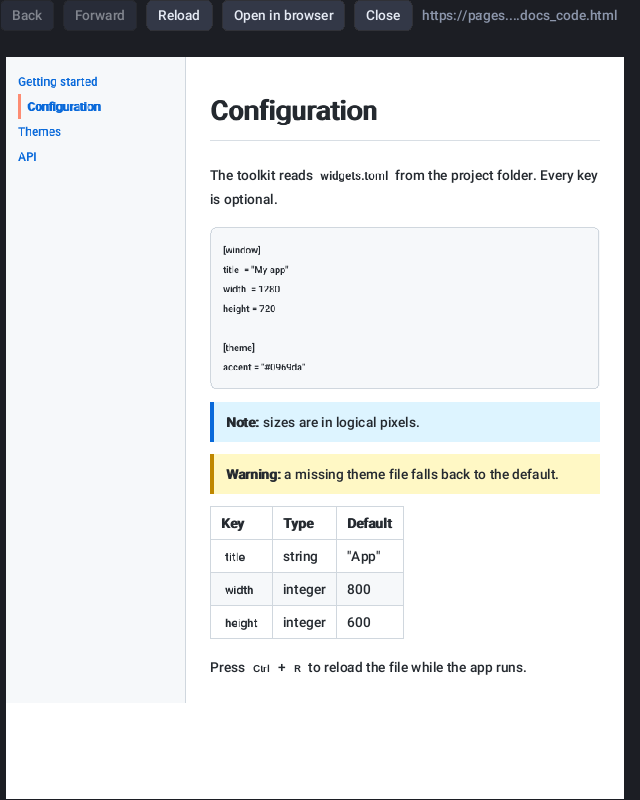 Back Forward Reload Open in browser Close https://pages....docs_code.html
Getting started
Configuration
Themes
API
Configuration
The toolkit reads widgets.toml from the project folder. Every key
is optional.
[window]
title = "My app"
width = 1280
height = 720
[theme]
accent = "#0969da"
Note: sizes are in logical pixels.
Warning: a missing theme file falls back to the default.
Key Type Default
title string "App"
width integer 800
height integer 600
Press Ctrl + R to reload the file while the app runs.